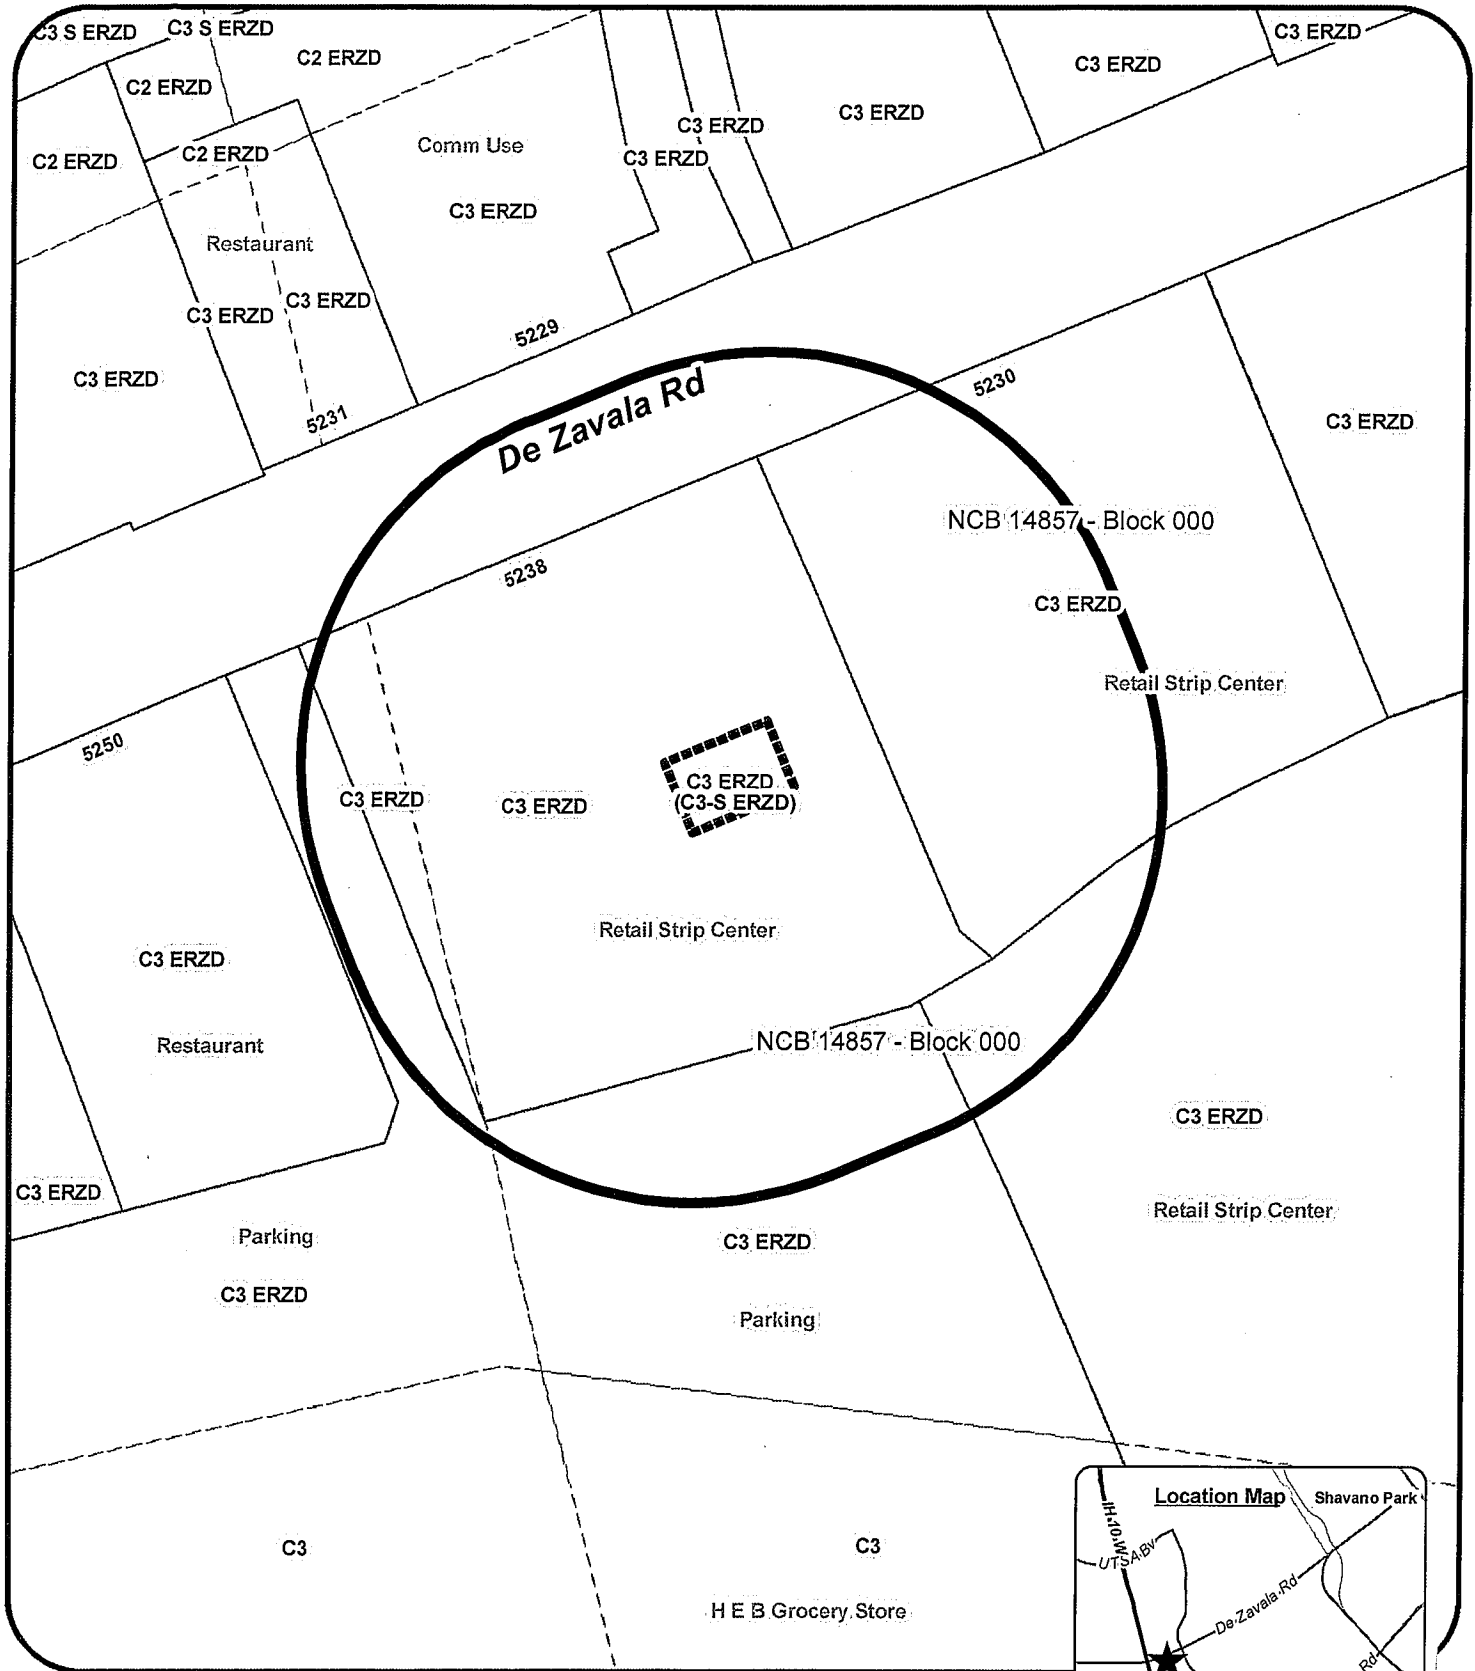 C3 S ERZD
C3 S ERZD
C3 ERZD
C2 ERZD
C3 ERZD
C2 ERZD
C3 ERZD
C3 ERZD
Comm Use
C2 ERZD
C2 ERZD
C3 ERZD
C3 ERZD
Restaurant
C3 ERZD
C3 ERZD
5229
C3 ERZD
5230
De Zavala Rd
5231
C3 ERZD
NCB 14857 - Block 000
5238
C3 ERZD
Retail Strip Center
5250
C3 ERZD
(C3-S ERZD)
C3 ERZD
C3 ERZD
Retail Strip Center
C3 ERZD
Restaurant
NCB 14857 - Block 000
C3 ERZD
C3 ERZD
Retail Strip Center
Parking
C3 ERZD
C3 ERZD
Parking
Location Map
Shavano Park
IH 10 W
UTSA Bv
C3
C3
De Zavala Rd
H E B Grocery Store
Rd